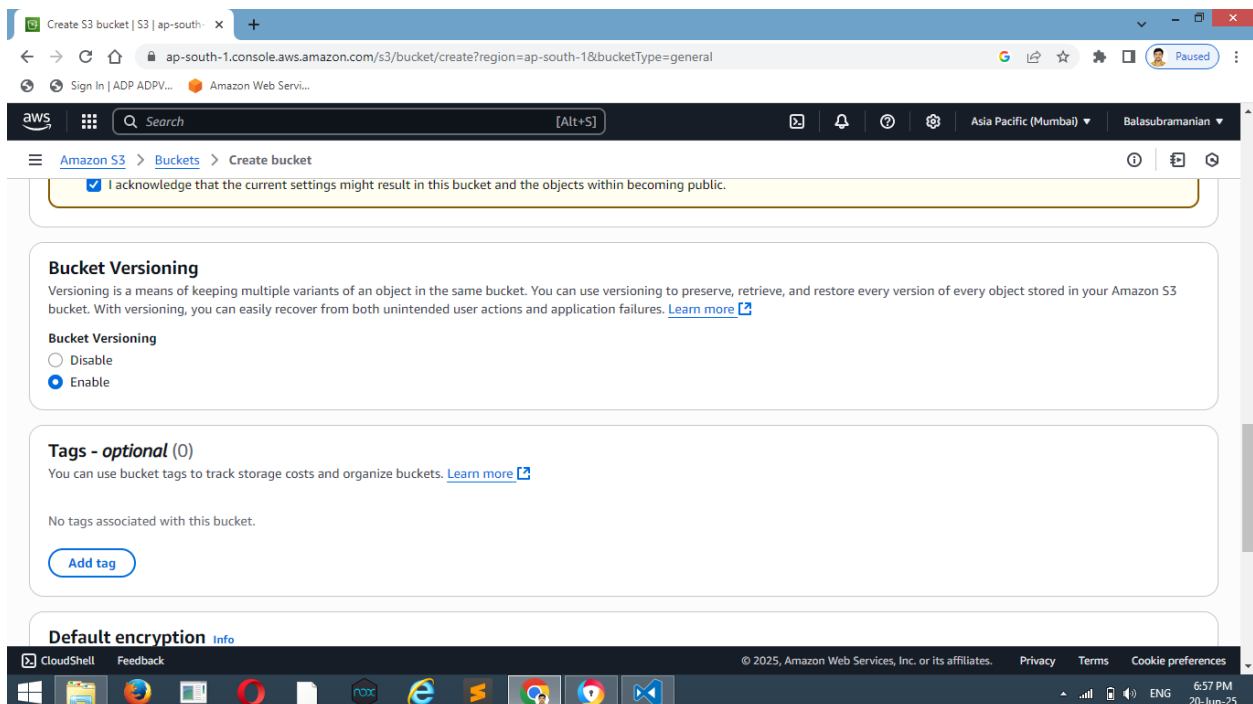 Create S3 bucket | S3 | ap-south-
ap-south-1.console.aws.amazon.com/s3/bucket/create?region=ap-south-1&bucketType=general
Paused
Sign In | ADP ADPV...
Amazon Web Servi...
aws
Search
[Alt+S]
Asia Pacific (Mumbai)
Balasubramanian
Amazon S3 > Buckets > Create bucket
I acknowledge that the current settings might result in this bucket and the objects within becoming public.
Bucket Versioning
Versioning is a means of keeping multiple variants of an object in the same bucket. You can use versioning to preserve, retrieve, and restore every version of every object stored in your Amazon S3
bucket. With versioning, you can easily recover from both unintended user actions and application failures. Learn more
Bucket Versioning
Disable
Enable
Tags - optional (0)
You can use bucket tags to track storage costs and organize buckets. Learn more
No tags associated with this bucket.
Add tag
Default encryption Info
CloudShell Feedback
© 2025, Amazon Web Services, Inc. or its affiliates. Privacy Terms Cookie preferences
nox
ENG
6:57 PM
20-Jun-25